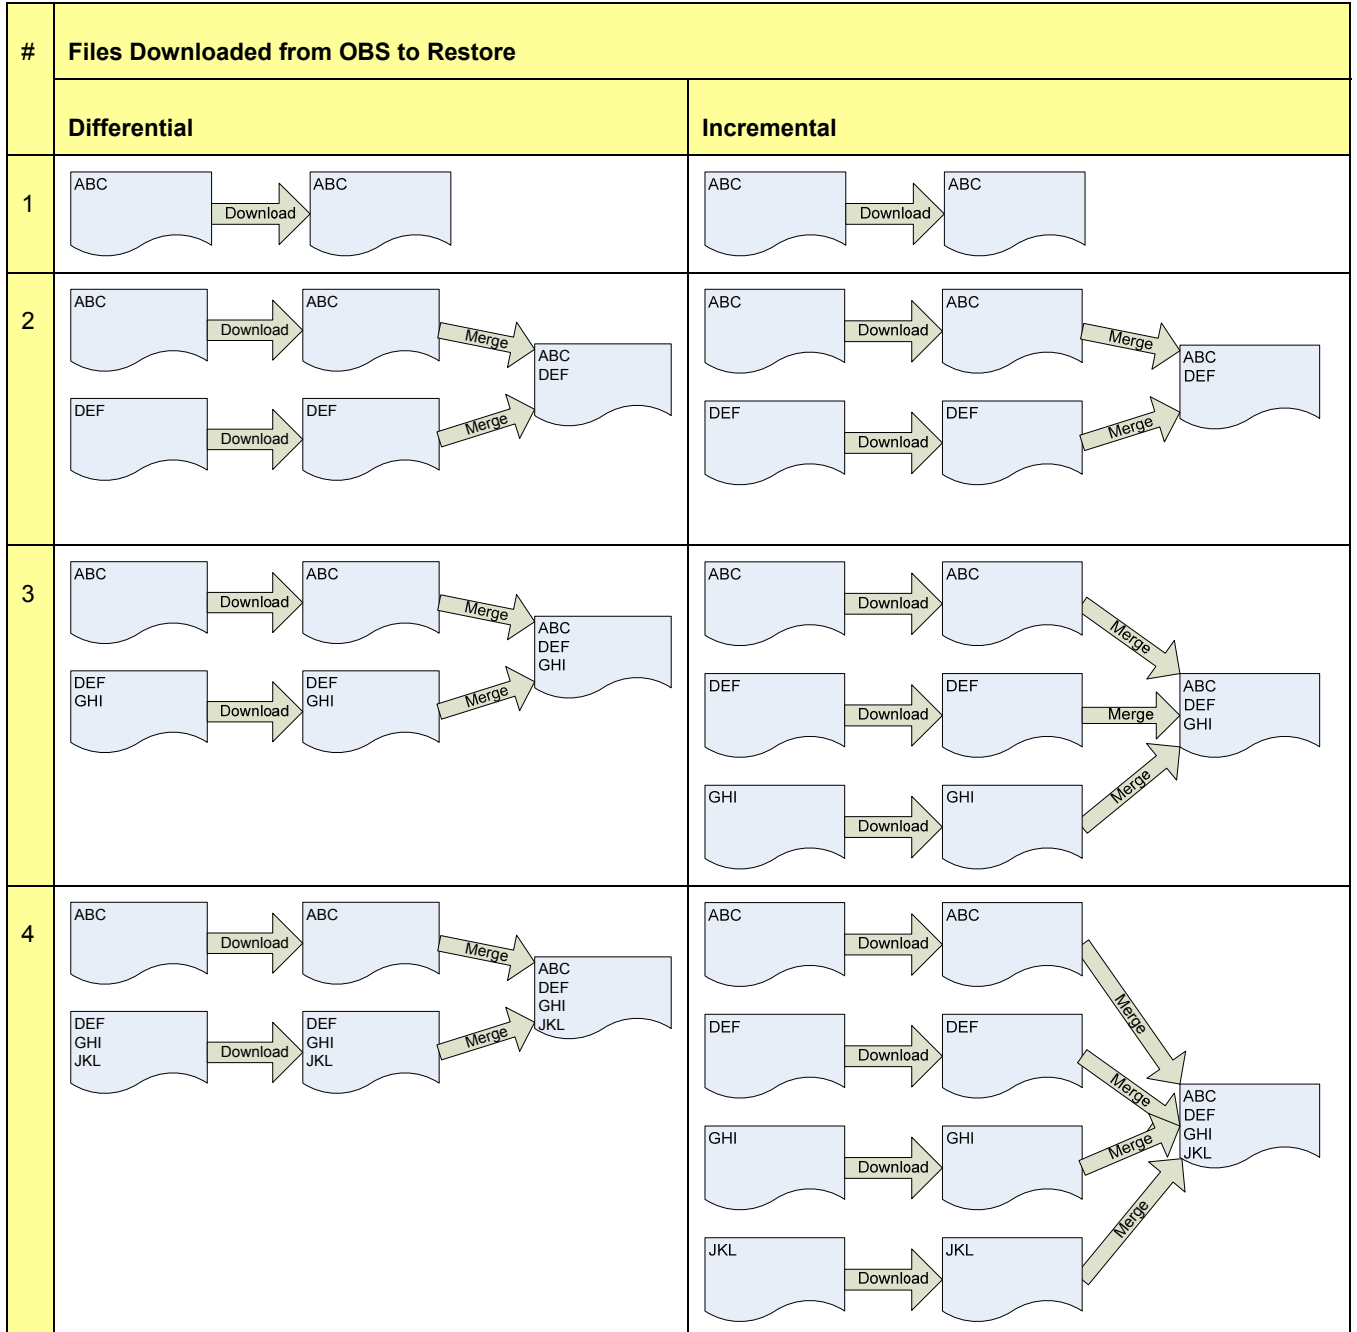 #
Files Downloaded from OBS to Restore
Differential
Incremental
1
ABC
Download
ABC
ABC
Download
ABC
2
ABC
Download
ABC
Merge
DEF
Download
DEF
Merge
ABC
DEF
ABC
Download
ABC
Merge
DEF
Download
DEF
Merge
ABC
DEF
3
ABC
Download
ABC
Merge
DEF
GHI
Download
DEF
GHI
Merge
ABC
DEF
GHI
ABC
Download
ABC
Merge
DEF
Download
DEF
Merge
GHI
Download
GHI
Merge
ABC
DEF
GHI
4
ABC
Download
ABC
Merge
DEF
GHI
JKL
Download
DEF
GHI
JKL
Merge
ABC
DEF
GHI
JKL
ABC
Download
ABC
Merge
DEF
Download
DEF
Merge
GHI
Download
GHI
Merge
JKL
Download
JKL
Merge
ABC
DEF
GHI
JKL